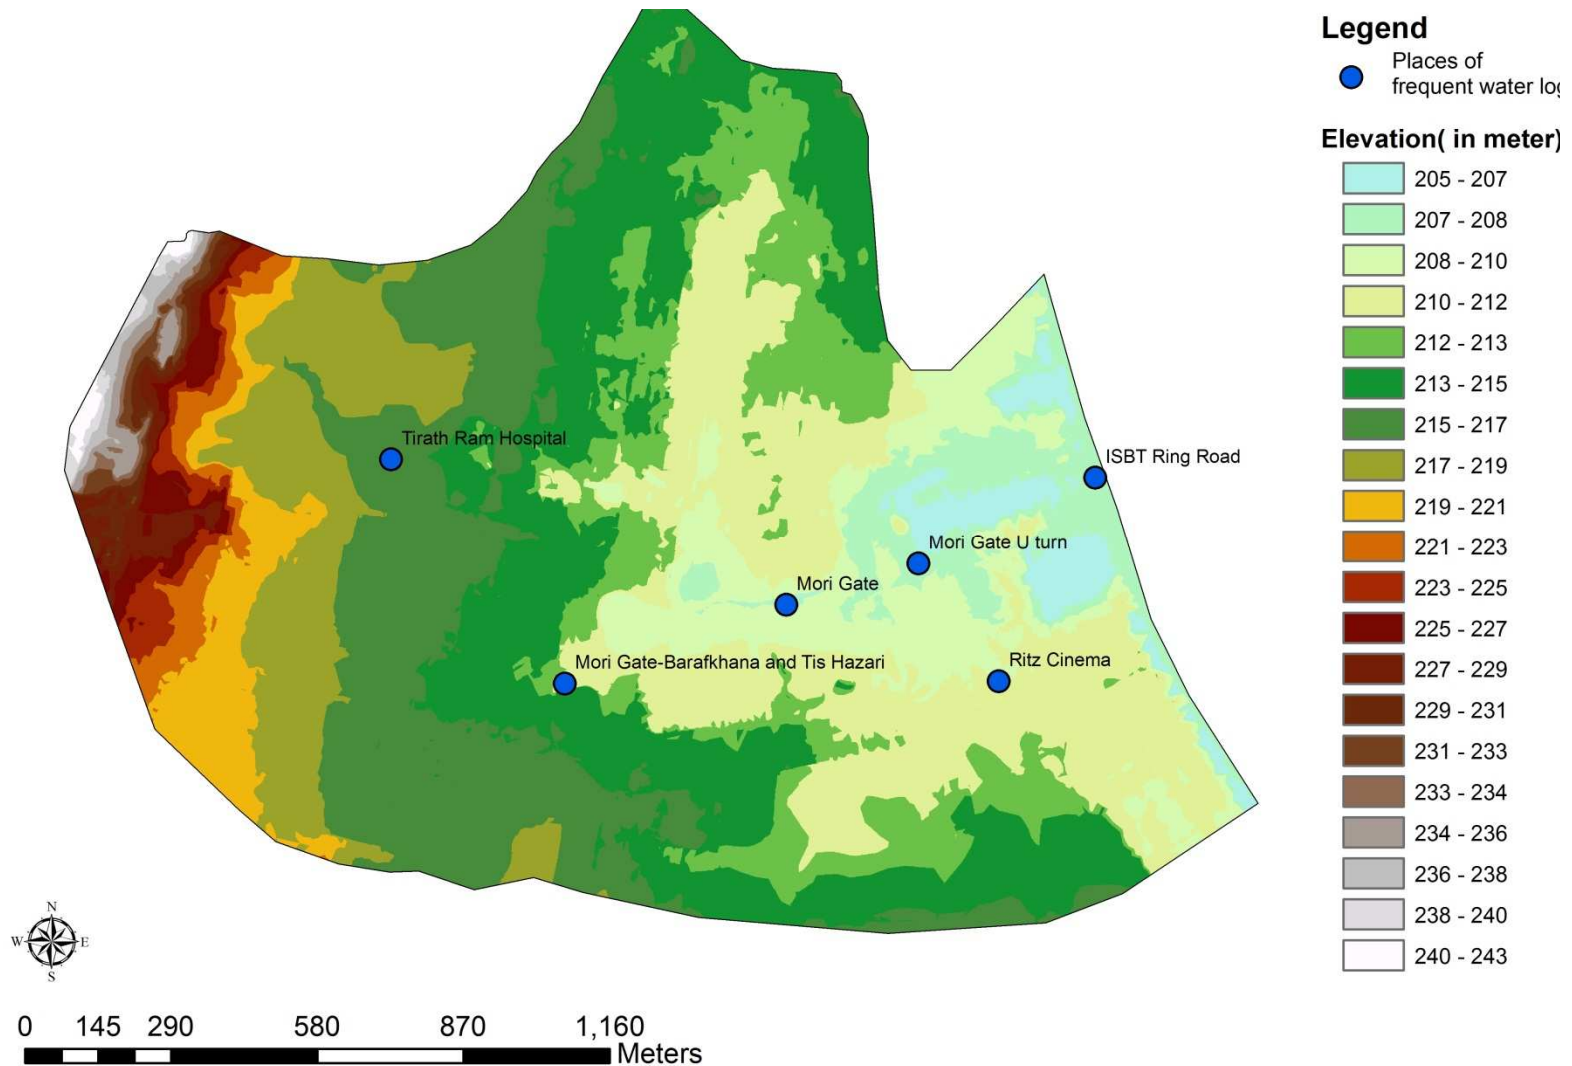 Legend
Places of
frequent water log
Elevation( in meter)
205 - 207
207 - 208
208 - 210
210 - 212
212 - 213
213 - 215
215 - 217
217 - 219
219 - 221
221 - 223
223 - 225
225 - 227
227 - 229
229 - 231
231 - 233
233 - 234
234 - 236
236 - 238
238 - 240
240 - 243
Tirath Ram Hospital
ISBT Ring Road
Mori Gate U turn
Mori Gate
Mori Gate-Barafkhana and Tis Hazari
Ritz Cinema
N
W E
S
0 145 290 580 870 1,160
Meters